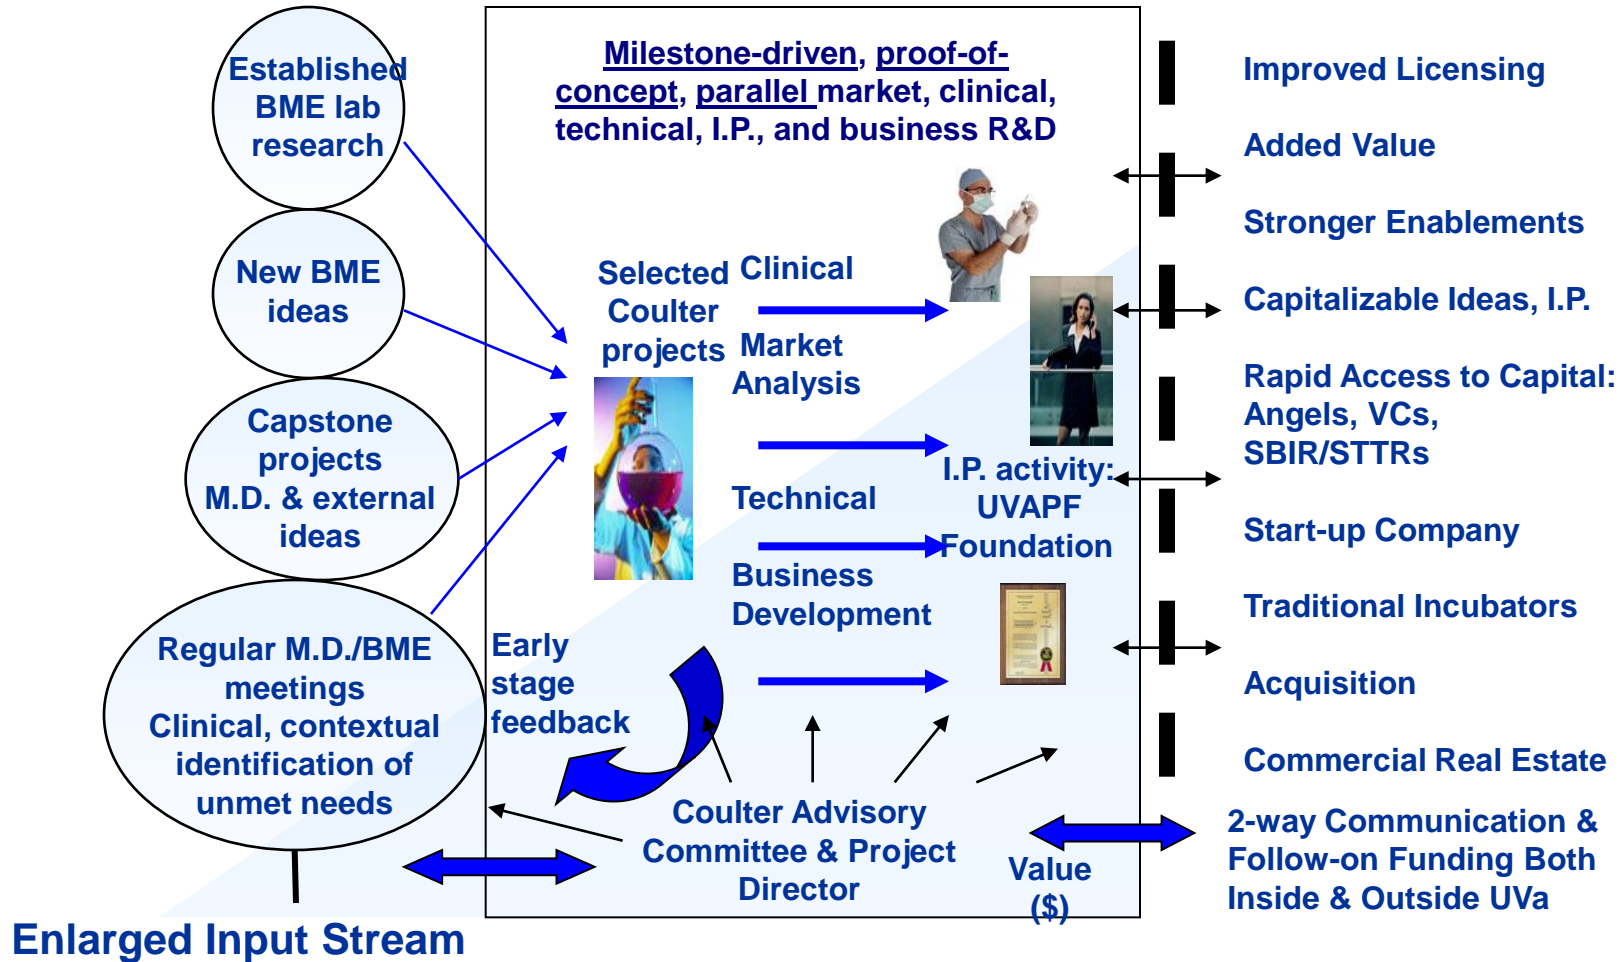 Established
BME lab
research
New BME
ideas
Capstone
projects
M.D. & external
ideas
Regular M.D./BME
meetings
Clinical, contextual
identification of
unmet needs
Enlarged Input Stream
Milestone-driven, proof-of-
concept, parallel market, clinical,
technical, I.P., and business R&D
Selected
Coulter
projects
Clinical
Market
Analysis
Technical
Business
Development
I.P. activity:
UVAPF
Foundation
Early
stage
feedback
Coulter Advisory
Committee & Project
Director
Value
($)
Improved Licensing
Added Value
Stronger Enablements
Capitalizable Ideas, I.P.
Rapid Access to Capital:
Angels, VCs,
SBIR/STTRs
Start-up Company
Traditional Incubators
Acquisition
Commercial Real Estate
2-way Communication &
Follow-on Funding Both
Inside & Outside UVa